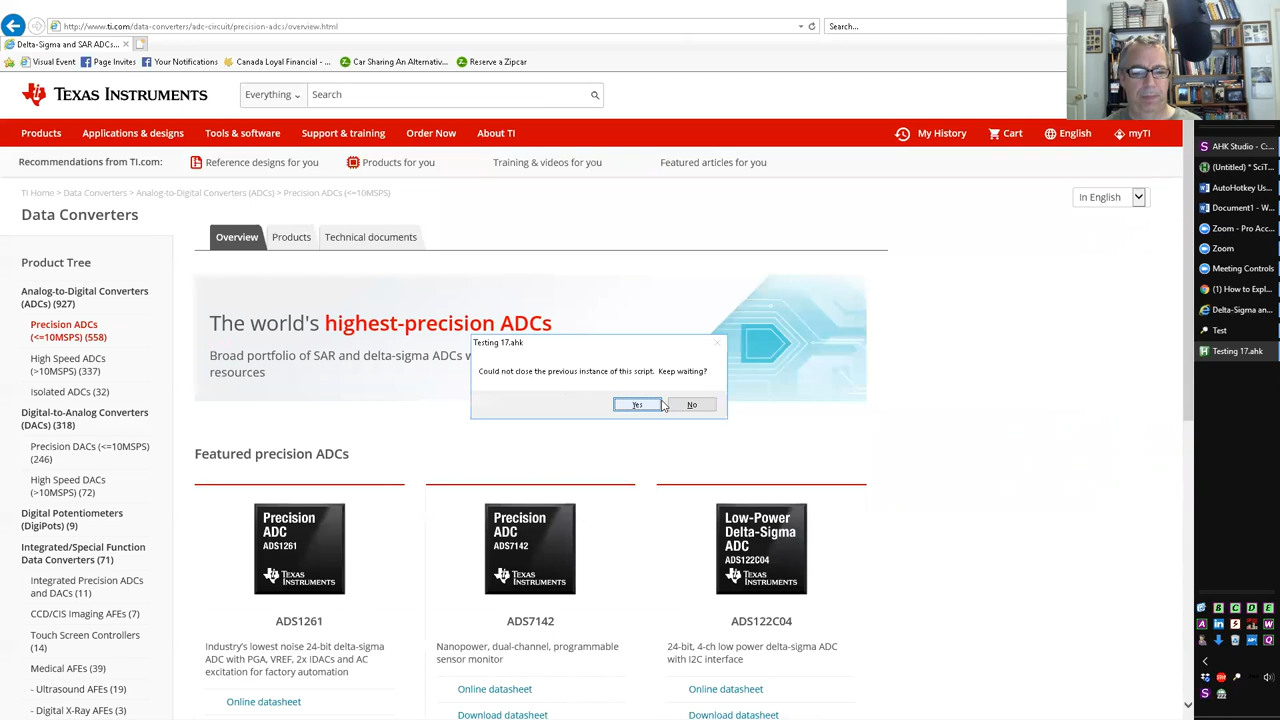 http://www.ti.com/data-converters/adc-circuit/precision-adcs/overview.html
Search...
Delta-Sigma and SAR ADCs...
Visual Event
Page Invites
Your Notifications
Canada Loyal Financial - ...
Car Sharing An Alternativ...
Reserve a Zipcar
TEXAS INSTRUMENTS
Everything
Search
Products
Applications & designs
Tools & software
Support & training
Order Now
About TI
My History
Cart
English
myTI
Recommendations from TI.com:
Reference designs for you
Products for you
Training & videos for you
Featured articles for you
TI Home > Data Converters > Analog-to-Digital Converters (ADCs) > Precision ADCs (<=10MSPS)
In English
Data Converters
Overview
Products
Technical documents
Product Tree
Analog-to-Digital Converters
(ADCs) (927)
Precision ADCs
(<=10MSPS) (558)
High Speed ADCs
(>10MSPS) (337)
Isolated ADCs (32)
Digital-to-Analog Converters
(DACs) (318)
Precision DACs (<=10MSPS)
(246)
High Speed DACs
(>10MSPS) (72)
Digital Potentiometers
(DigiPots) (9)
Integrated/Special Function
Data Converters (71)
Integrated Precision ADCs
and DACs (11)
CCD/CIS Imaging AFEs (7)
Touch Screen Controllers
(14)
Medical AFEs (39)
- Ultrasound AFEs (19)
- Digital X-Ray AFEs (3)
The world's highest-precision ADCs
Broad portfolio of SAR and delta-sigma ADCs
resources
Testing 17.ahk
Could not close the previous instance of this script. Keep waiting?
Yes
No
Featured precision ADCs
Precision
ADC
ADS1261
TEXAS
INSTRUMENTS
ADS1261
Industry's lowest noise 24-bit delta-sigma
ADC with PGA, VREF, 2x IDACs and AC
excitation for factory automation
Online datasheet
Precision
ADC
ADS7142
TEXAS
INSTRUMENTS
ADS7142
Nanopower, dual-channel, programmable
sensor monitor
Online datasheet
Download datasheet
Low-Power
Delta-Sigma
ADC
ADS122C04
TEXAS
INSTRUMENTS
ADS122C04
24-bit, 4-ch low power delta-sigma ADC
with I2C interface
Online datasheet
Download datasheet
AHK Studio - C:...
(Untitled) * SciT...
AutoHotkey Us...
Document1 - W...
Zoom - Pro Acc...
Zoom
Meeting Controls
(1) How to Expl...
Delta-Sigma an...
Test
Testing 17.ahk